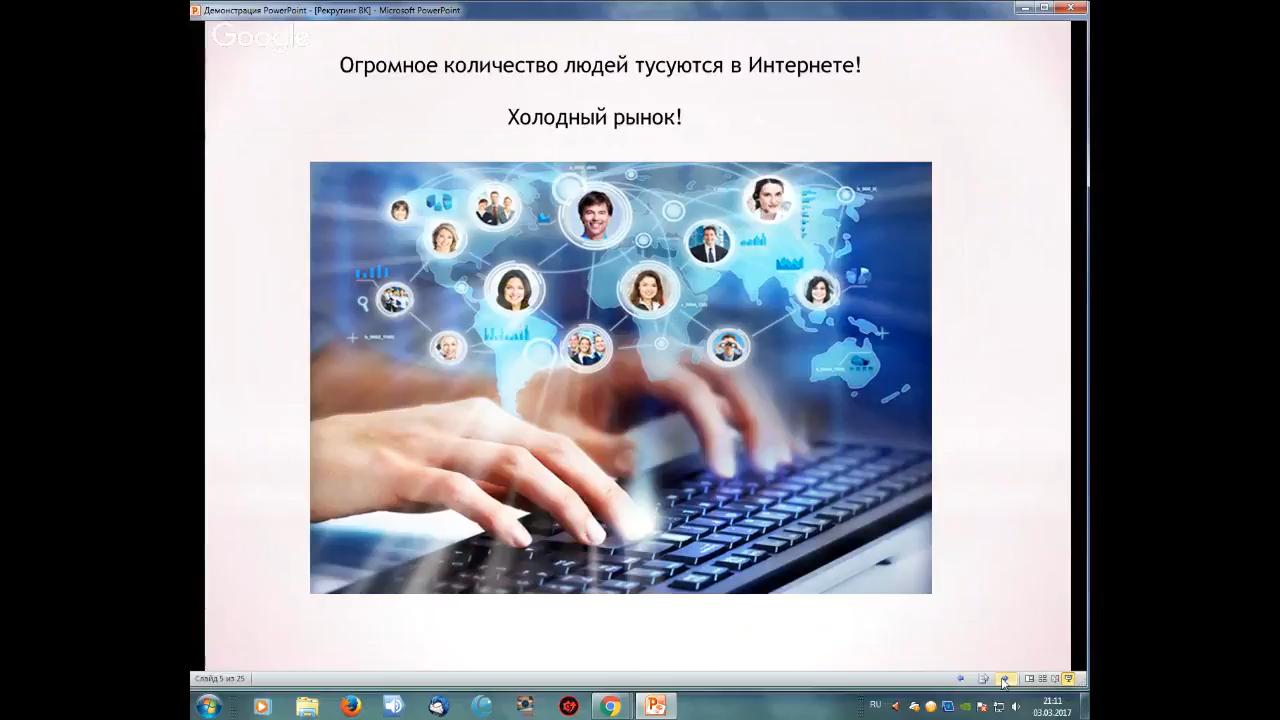 Демонстрация PowerPoint - [Рекрутинг ВК] - Microsoft PowerPoint
Google
Огромное количество людей тусуются в Интернете!
Холодный рынок!
Слайд 5 из 25
RU
21:11
03.03.2017